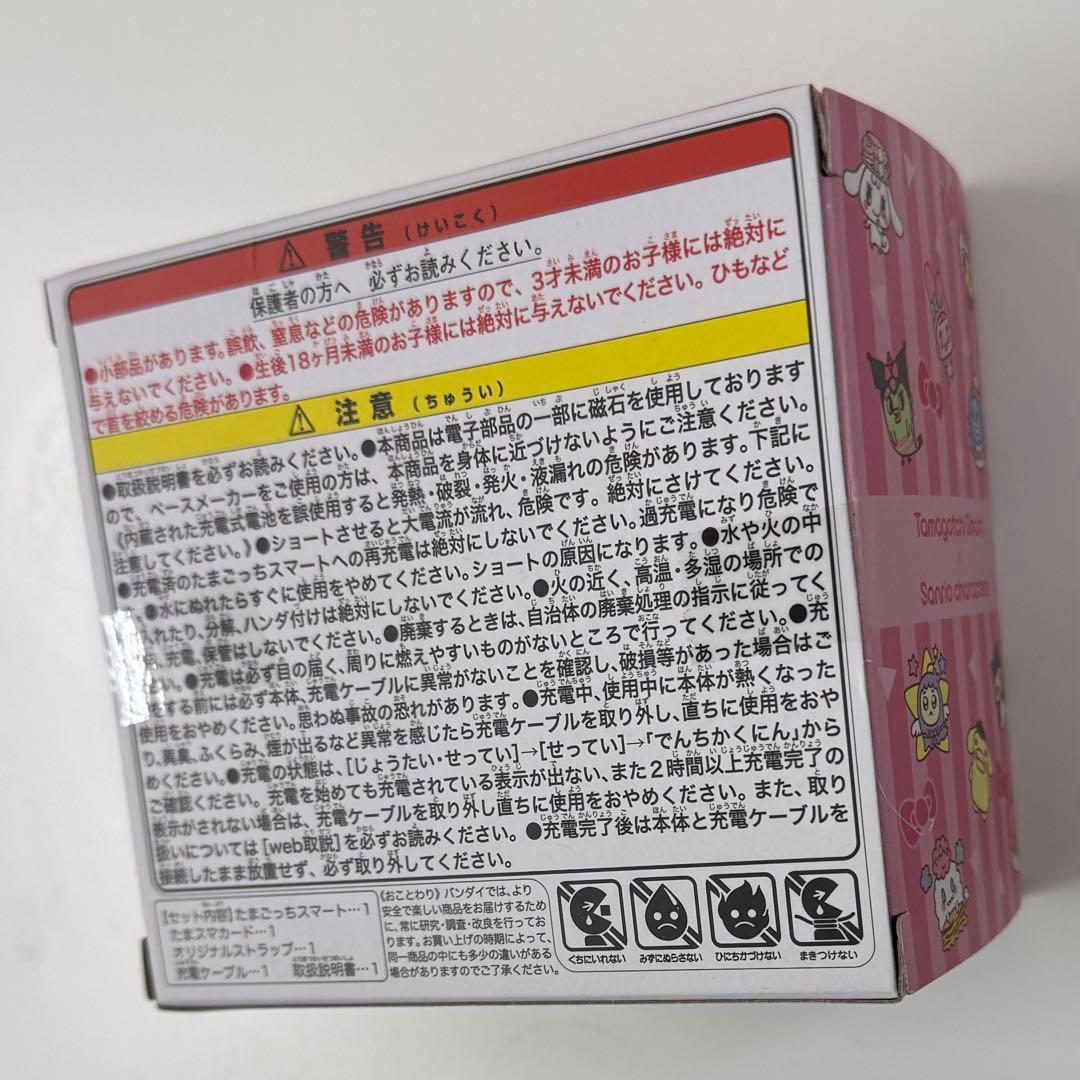 警告(けいこく)
保護者の方へ 必ずお読みください。
●小部品があります。誤飲、窒息などの危険がありますので、3才未満のお子様には絶対に
与えないでください。●生後18ヶ月未満のお子様には絶対に与えないでください。ひもなど
で首を絞める危険があります。
注意(ちゅうい)
●取扱説明書を必ずお読みください。●本商品は電子部品の一部に磁石を使用しております
ので、ペースメーカーをご使用の方は、本商品を身体に近づけないようにご注意ください。
《内蔵された充電式電池を誤使用すると発熱・破裂・発火・液漏れの危険があります。下記に
注意してください。》●ショートさせると大電流が流れ、危険です。絶対にさけてください。
●充電済のたまごっちスマートへの再充電は絶対にしないでください。過充電になり危険で
す。●水にぬれたらすぐに使用をやめてください。ショートの原因になります。●水や火の中
に入れたり、分解、ハンダ付けは絶対にしないでください。●火の近く、高温・多湿の場所での
使用、充電、保管はしないでください。●廃棄するときは、自治体の廃棄処理の指示に従ってく
ださい。●充電は必ず目の届く、周りに燃えやすいものがないところで行ってください。●充
電をする前には必ず本体、充電ケーブルに異常がないことを確認し、破損等があった場合はご
使用をおやめください。思わぬ事故の恐れがあります。●充電中、使用中に本体が熱くなった
り、異臭、ふくらみ、煙が出るなど異常を感じたら充電ケーブルを取り外し、直ちに使用をおや
めください。●充電の状態は、[じょうたい・せってい]→[せってい]→「でんちかくにん」から
ご確認ください。充電を始めても充電されている表示が出ない、また2時間以上充電完了の
表示がされない場合は、充電ケーブルを取り外し直ちに使用をおやめください。また、取り
扱いについては[web取説]を必ずお読みください。●充電完了後は本体と充電ケーブルを
接続したまま放置せず、必ず取り外してください。
【セット内容】たまごっちスマート…1
たまスマカード…1
オリジナルストラップ…1
充電ケーブル…1 取扱説明書…1
《おことわり》バンダイでは、より
安全で楽しい商品をお届けするため
に、常に研究・調査・改良を行ってお
ります。お買い上げの時期によって、
同一商品の中にも多少の違いがある
場合がありますのでご了承ください。
くちにいれない みずにぬらさない ひにちかづけない まきつけない
Tamagotchi Smart
×
Sanrio characters